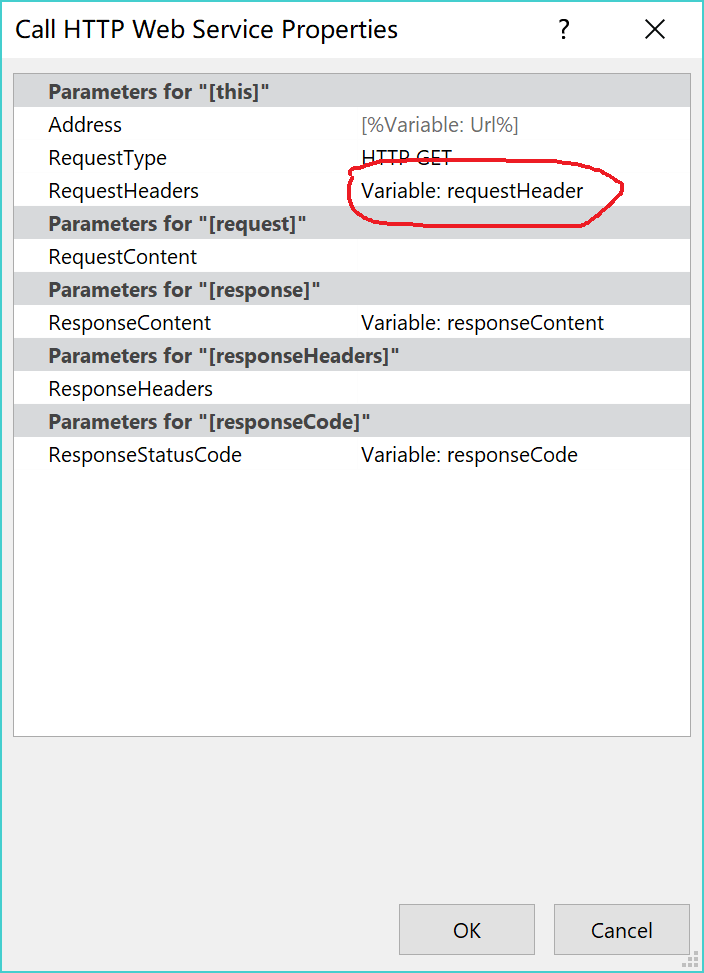 Call HTTP Web Service Properties ?
Parameters for "[this]"
Address [%Variable: Url%]
RequestType HTTP GET
RequestHeaders Variable: requestHeader
Parameters for "[request]"
RequestContent
Parameters for "[response]"
ResponseContent Variable: responseContent
Parameters for "[responseHeaders]"
ResponseHeaders
Parameters for "[responseCode]"
ResponseStatusCode Variable: responseCode
OK Cancel